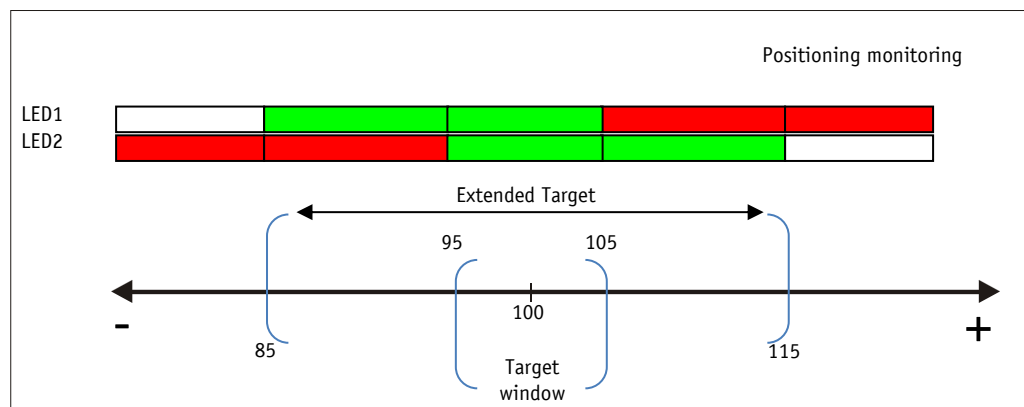 Positioning monitoring
LED1
LED2
Extended Target
95
105
100
-
+
85
115
Target
window